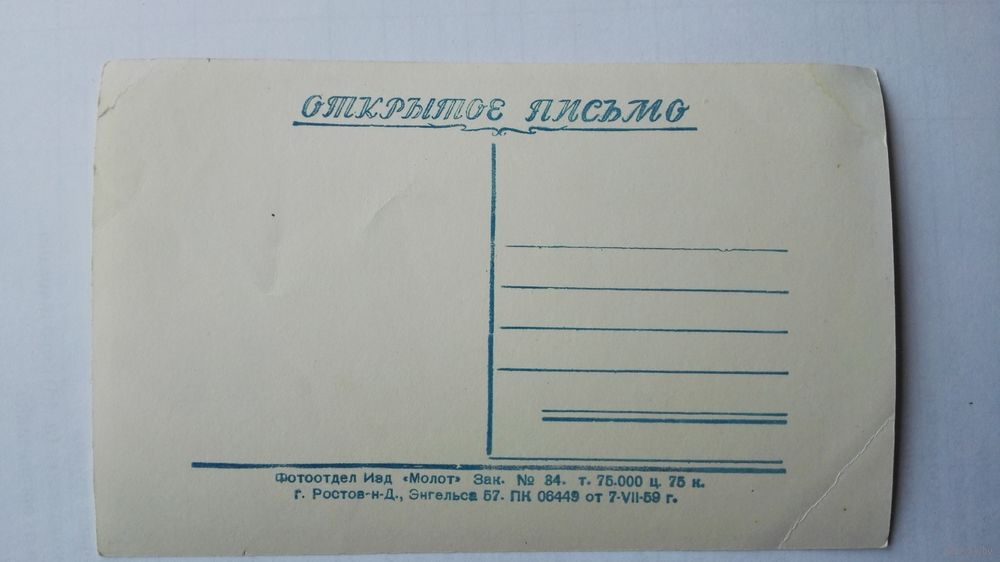 ОТКРЫТОЕ ПИСЬМО
Фотоотдел Изд «Молот» Зак. № 84. т. 75.000 ц. 75 к.
г. Ростов-н-Д., Энгельса 57. ПК 06449 от 7-VII-59 г.